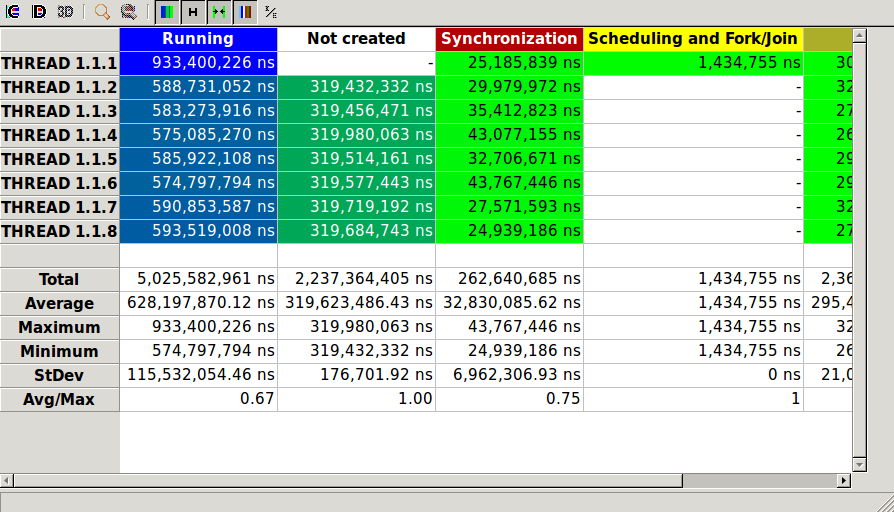 3D H Σ/E
Running Not created Synchronization Scheduling and Fork/Join
THREAD 1.1.1 933,400,226 ns - 25,185,839 ns 1,434,755 ns 30
THREAD 1.1.2 588,731,052 ns 319,432,332 ns 29,979,972 ns - 32
THREAD 1.1.3 583,273,916 ns 319,456,471 ns 35,412,823 ns - 27
THREAD 1.1.4 575,085,270 ns 319,980,063 ns 43,077,155 ns - 26
THREAD 1.1.5 585,922,108 ns 319,514,161 ns 32,706,671 ns - 29
THREAD 1.1.6 574,797,794 ns 319,577,443 ns 43,767,446 ns - 29
THREAD 1.1.7 590,853,587 ns 319,719,192 ns 27,571,593 ns - 32
THREAD 1.1.8 593,519,008 ns 319,684,743 ns 24,939,186 ns - 27
Total 5,025,582,961 ns 2,237,364,405 ns 262,640,685 ns 1,434,755 ns 2,36
Average 628,197,870.12 ns 319,623,486.43 ns 32,830,085.62 ns 1,434,755 ns 295,4
Maximum 933,400,226 ns 319,980,063 ns 43,767,446 ns 1,434,755 ns 32
Minimum 574,797,794 ns 319,432,332 ns 24,939,186 ns 1,434,755 ns 26
StDev 115,532,054.46 ns 176,701.92 ns 6,962,306.93 ns 0 ns 21,0
Avg/Max 0.67 1.00 0.75 1